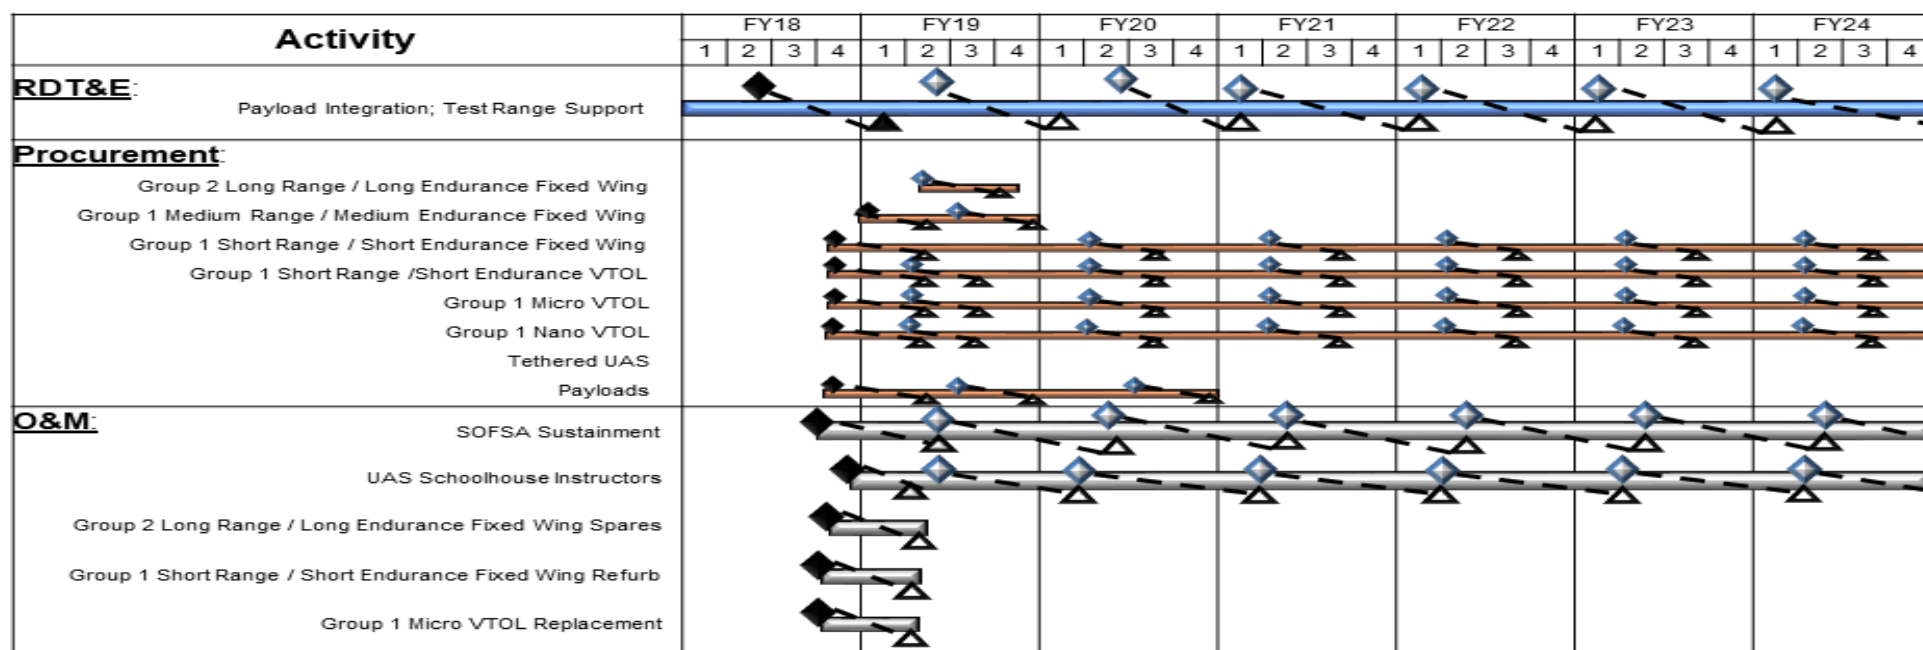 Activity
FY18 FY19 FY20 FY21 FY22 FY23 FY24
1 2 3 4 1 2 3 4 1 2 3 4 1 2 3 4 1 2 3 4 1 2 3 4 1 2 3 4
RDT&E:
Payload Integration; Test Range Support
Procurement:
Group 2 Long Range / Long Endurance Fixed Wing
Group 1 Medium Range / Medium Endurance Fixed Wing
Group 1 Short Range / Short Endurance Fixed Wing
Group 1 Short Range /Short Endurance VTOL
Group 1 Micro VTOL
Group 1 Nano VTOL
Tethered UAS
Payloads
O&M:
SOFSA Sustainment
UAS Schoolhouse Instructors
Group 2 Long Range / Long Endurance Fixed Wing Spares
Group 1 Short Range / Short Endurance Fixed Wing Refurb
Group 1 Micro VTOL Replacement